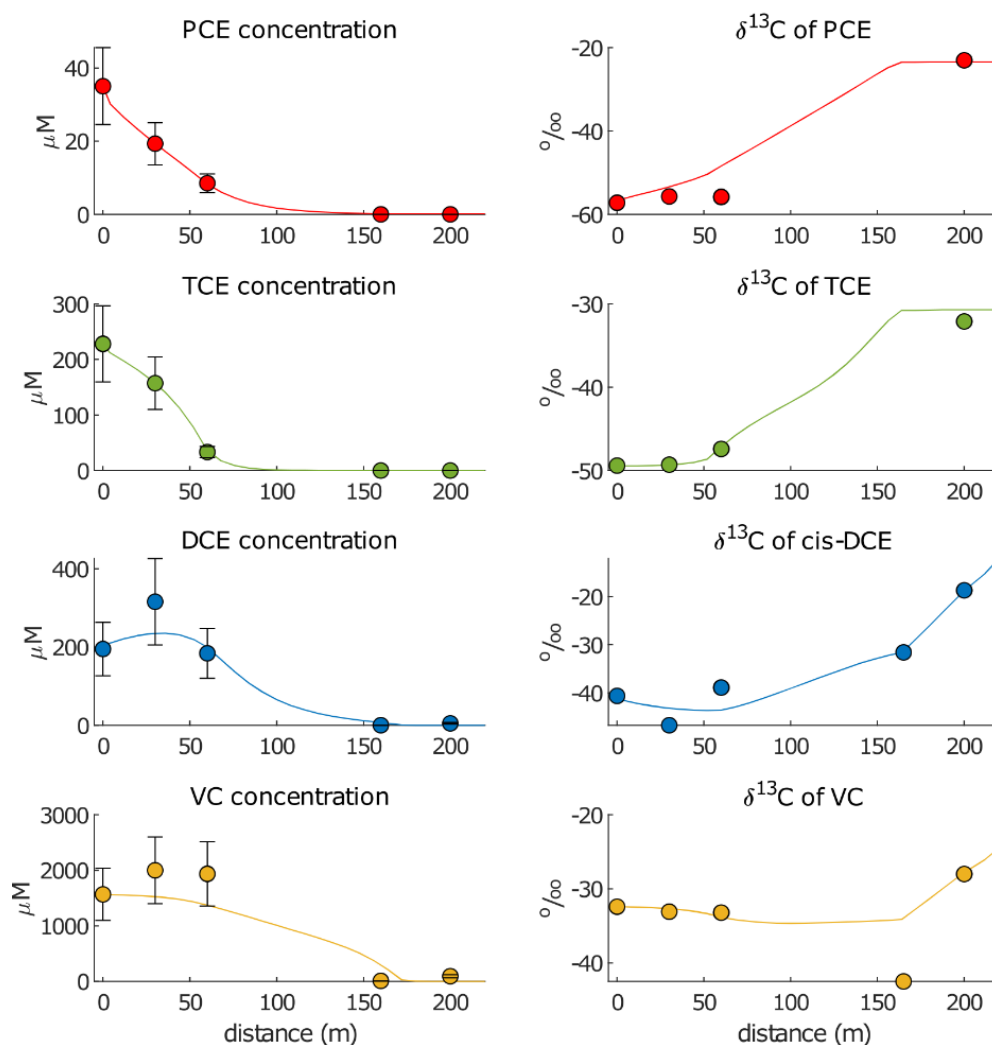 PCE concentration
μM
40
20
0
0 50 100 150 200
δ¹³C of PCE
o/oo
-20
-40
-60
0 50 100 150 200
TCE concentration
μM
300
200
100
0
0 50 100 150 200
δ¹³C of TCE
o/oo
-30
-40
-50
0 50 100 150 200
DCE concentration
μM
400
200
0
0 50 100 150 200
δ¹³C of cis-DCE
o/oo
-20
-30
-40
0 50 100 150 200
VC concentration
μM
3000
2000
1000
0
0 50 100 150 200
distance (m)
δ¹³C of VC
o/oo
-20
-30
-40
0 50 100 150 200
distance (m)